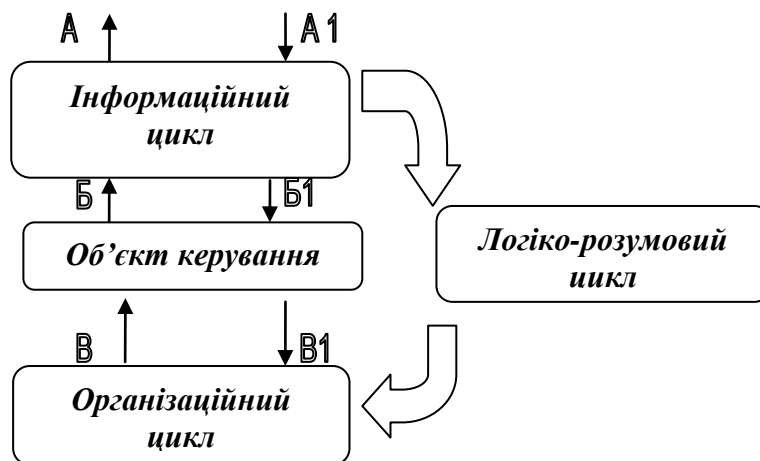 А
А1
Інформаційний
цикл
Б
Б1
Об’єкт керування
Логіко-розумовий
цикл
В
В1
Організаційний
цикл